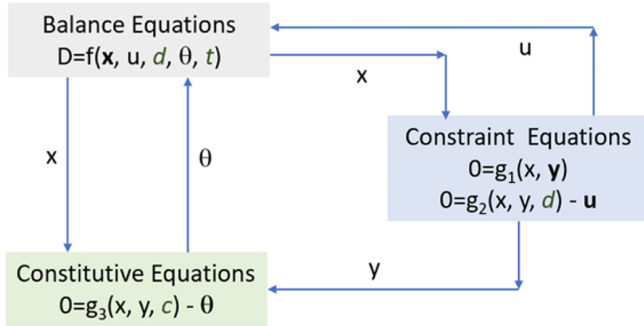 Balance Equations
D=f(x, u, d, θ, t)
u
x
Constraint Equations
0=g₁(x, y)
0=g₂(x, y, d) - u
x
θ
y
Constitutive Equations
0=g₃(x, y, c) - θ